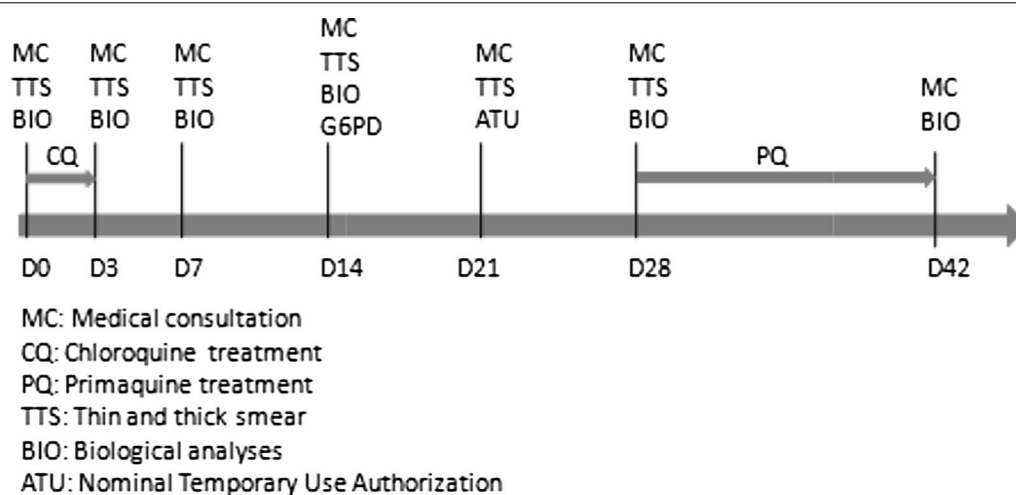 MC
TTS
BIO
MC
TTS
BIO
MC
TTS
BIO
MC
TTS
BIO
G6PD
MC
TTS
ATU
MC
TTS
BIO
MC
BIO
CQ
PQ
D0 D3 D7 D14 D21 D28 D42
MC: Medical consultation
CQ: Chloroquine treatment
PQ: Primaquine treatment
TTS: Thin and thick smear
BIO: Biological analyses
ATU: Nominal Temporary Use Authorization